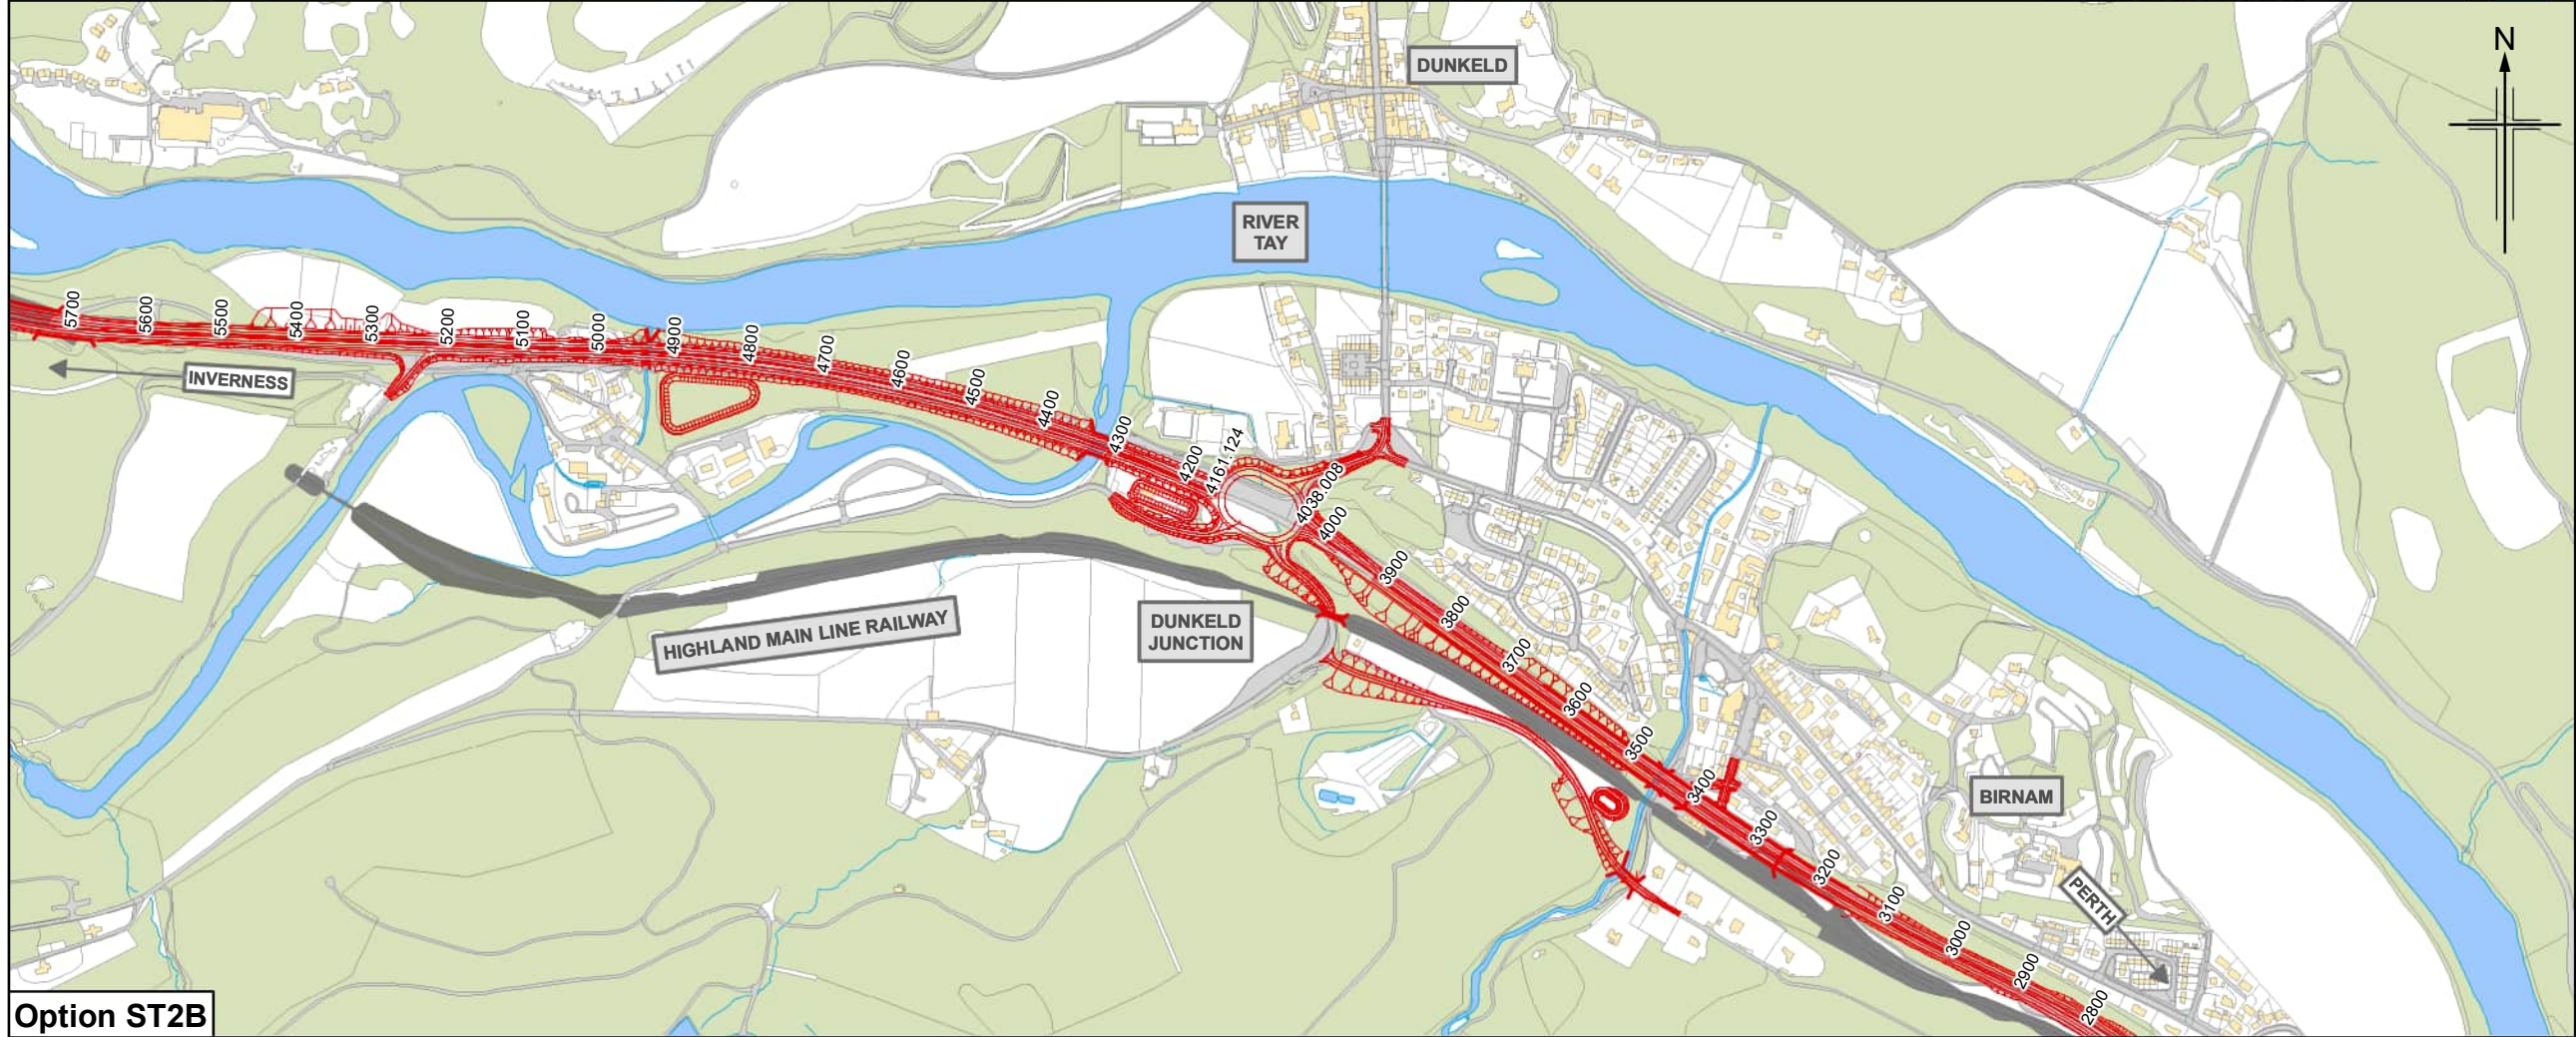 N
DUNKELD
RIVER
TAY
5700
5600
5500
5400
5300
5200
5100
5000
4900
4800
4700
4600
4500
4400
4300
4200
4161.124
4038.008
4000
3900
3800
3700
3600
3500
3400
3300
3200
3100
3000
2900
2800
INVERNESS
HIGHLAND MAIN LINE RAILWAY
DUNKELD
JUNCTION
BIRNAM
PERTH
Option ST2B